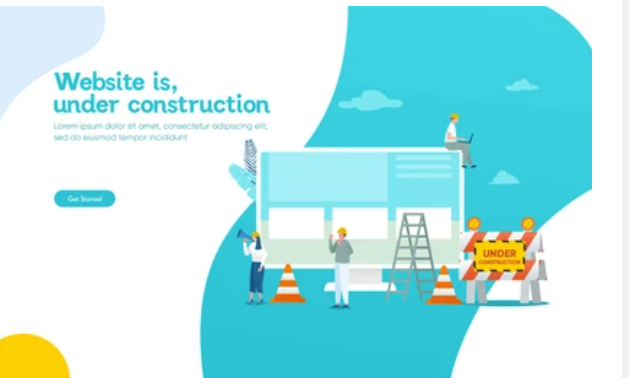 Website is,
under construction
Lorem ipsum dolor sit amet, consectetur adipiscing elit,
sed do eiusmod tempor incididunt
Get Started
UNDER
CONSTRUCTION